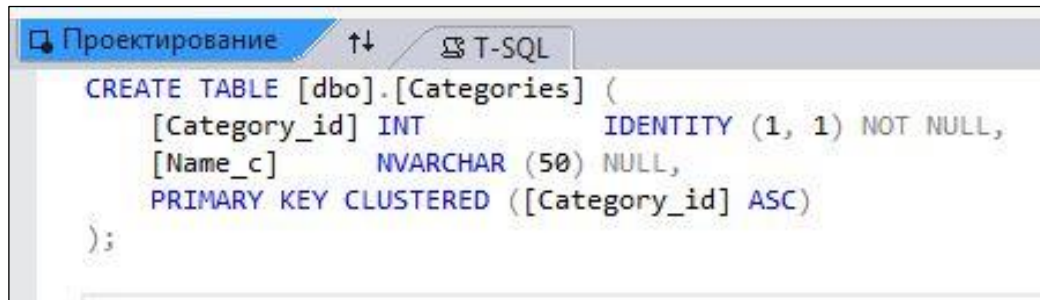 Проектирование ↑↓ T-SQL
CREATE TABLE [dbo].[Categories] (
[Category_id] INT IDENTITY (1, 1) NOT NULL,
[Name_c] NVARCHAR (50) NULL,
PRIMARY KEY CLUSTERED ([Category_id] ASC)
);